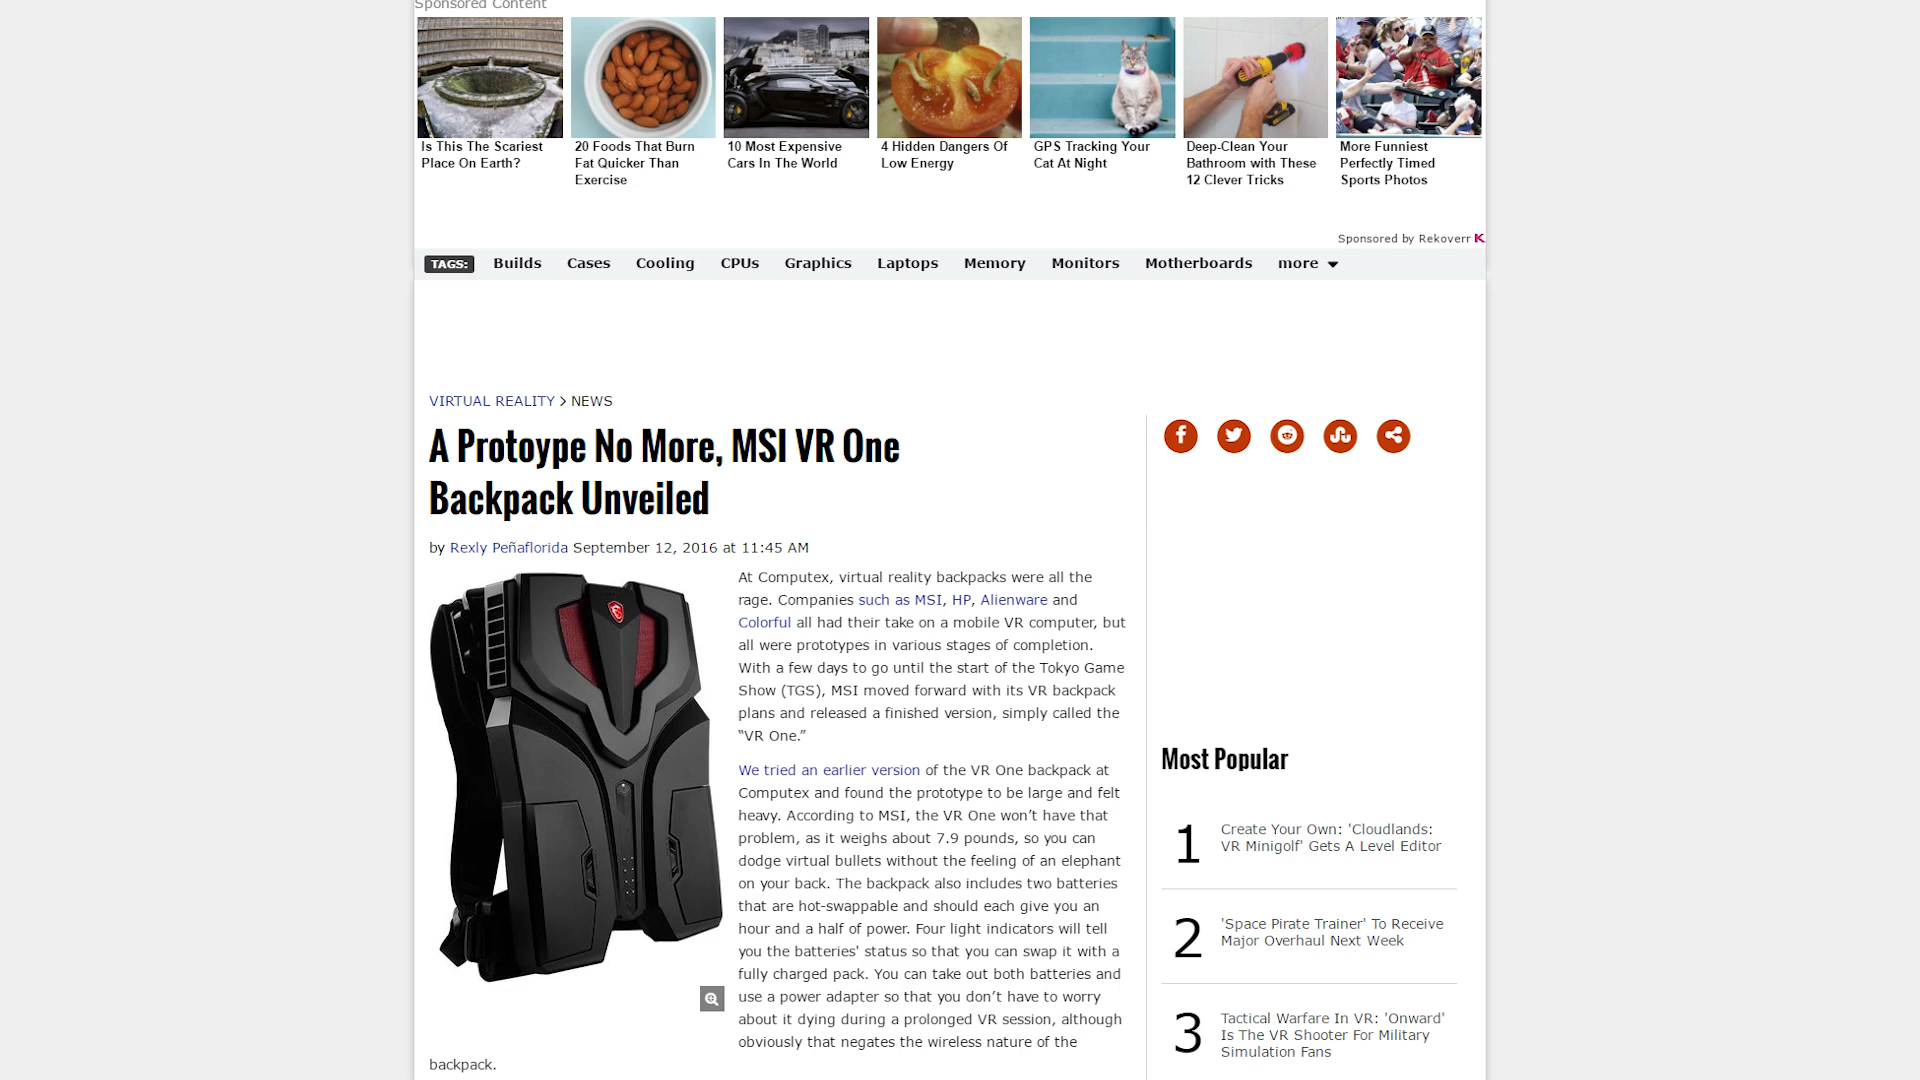 Sponsored Content
Is This The Scariest
Place On Earth?
20 Foods That Burn
Fat Quicker Than
Exercise
10 Most Expensive
Cars In The World
4 Hidden Dangers Of
Low Energy
GPS Tracking Your
Cat At Night
Deep-Clean Your
Bathroom with These
12 Clever Tricks
More Funniest
Perfectly Timed
Sports Photos
Sponsored by Rekoverr
TAGS: Builds Cases Cooling CPUs Graphics Laptops Memory Monitors Motherboards more
VIRTUAL REALITY > NEWS
A Protoype No More, MSI VR One
Backpack Unveiled
by Rexly Peñaflorida September 12, 2016 at 11:45 AM
At Computex, virtual reality backpacks were all the
rage. Companies such as MSI, HP, Alienware and
Colorful all had their take on a mobile VR computer, but
all were prototypes in various stages of completion.
With a few days to go until the start of the Tokyo Game
Show (TGS), MSI moved forward with its VR backpack
plans and released a finished version, simply called the
“VR One.”
We tried an earlier version of the VR One backpack at
Computex and found the prototype to be large and felt
heavy. According to MSI, the VR One won’t have that
problem, as it weighs about 7.9 pounds, so you can
dodge virtual bullets without the feeling of an elephant
on your back. The backpack also includes two batteries
that are hot-swappable and should each give you an
hour and a half of power. Four light indicators will tell
you the batteries' status so that you can swap it with a
fully charged pack. You can take out both batteries and
use a power adapter so that you don’t have to worry
about it dying during a prolonged VR session, although
obviously that negates the wireless nature of the
backpack.
Most Popular
1
Create Your Own: 'Cloudlands:
VR Minigolf' Gets A Level Editor
2
'Space Pirate Trainer' To Receive
Major Overhaul Next Week
3
Tactical Warfare In VR: 'Onward'
Is The VR Shooter For Military
Simulation Fans